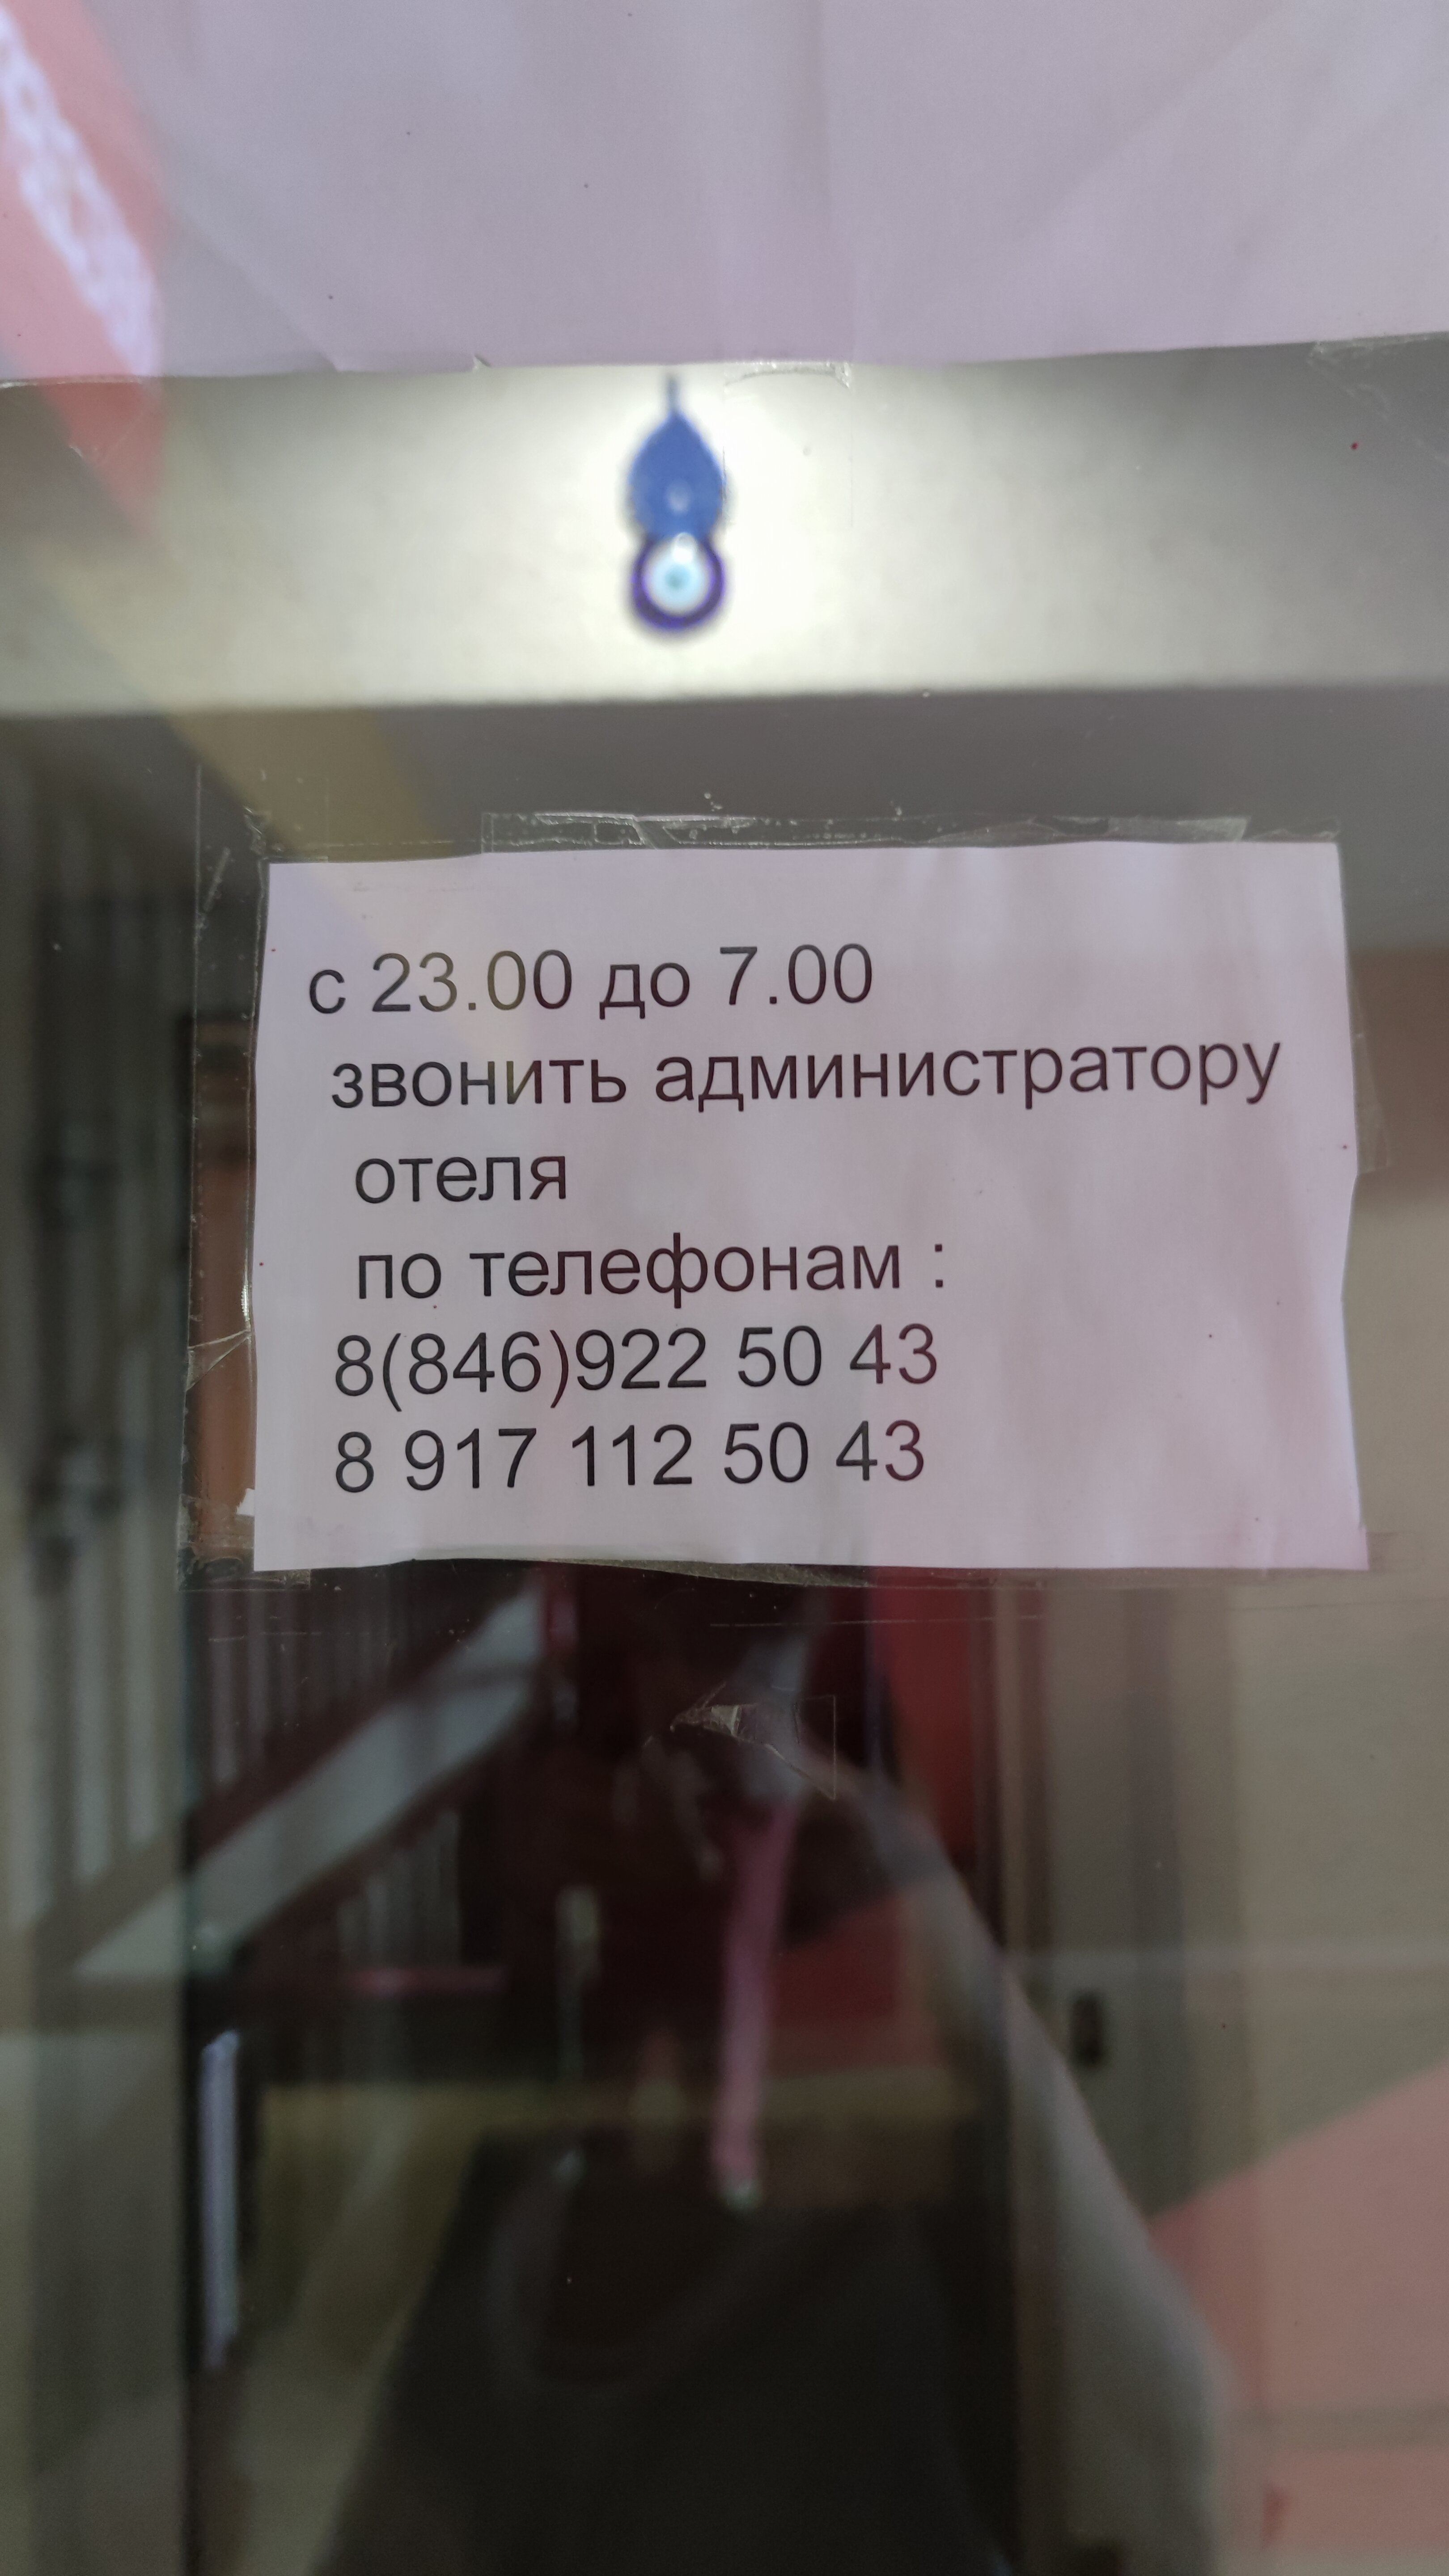 с 23.00 до 7.00
звонить администратору
отеля
по телефонам :
8(846)922 50 43
8 917 112 50 43